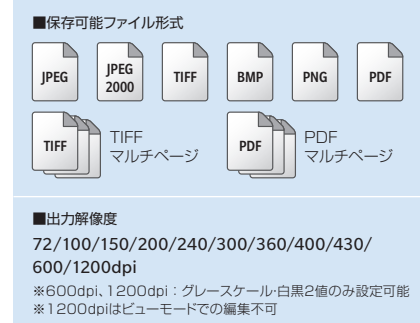 ■保存可能ファイル形式
JPEG
JPEG
2000
TIFF
BMP
PNG
PDF
TIFF
TIFF
マルチページ
PDF
PDF
マルチページ
■出力解像度
72/100/150/200/240/300/360/400/430/
600/1200dpi
※600dpi、1200dpi：グレースケール・白黒2値のみ設定可能
※1200dpiはビューモードでの編集不可